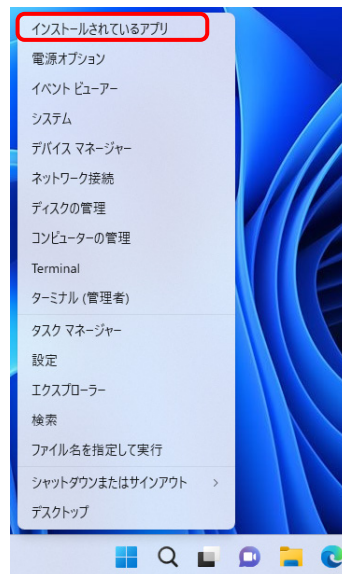 インストールされているアプリ
電源オプション
イベント ビューアー
システム
デバイス マネージャー
ネットワーク接続
ディスクの管理
コンピューターの管理
Terminal
ターミナル (管理者)
タスク マネージャー
設定
エクスプローラー
検索
ファイル名を指定して実行
シャットダウンまたはサインアウト
デスクトップ